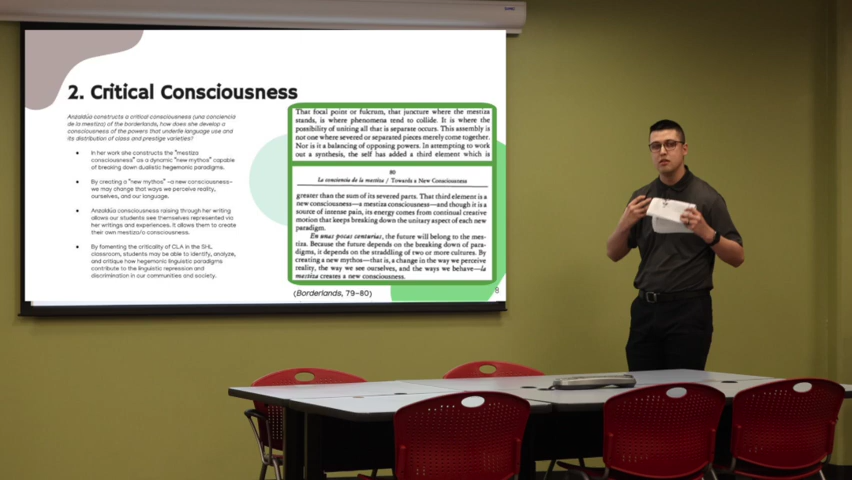 2. Critical Consciousness
Anzaldúa constructs a critical consciousness (una conciencia
de la mestiza) of the borderlands, how does she develop a
consciousness of the powers that underlie language use and
its distribution of class and prestige varieties?
In her work she constructs the "mestiza
consciousness" as a dynamic "new mythos" capable
of breaking down dualistic hegemonic paradigms.
By creating a "new mythos" –a new consciousness–
we may change that ways we perceive reality,
ourselves, and our language.
Anzaldúa consciousness raising through her writing
allows our students see themselves represented via
her writings and experiences. It allows them to create
their own mestiza/o consciousness.
By fomenting the criticality of CLA in the SHL
classroom, students may be able to identify, analyze,
and critique how hegemonic linguistic paradigms
contribute to the linguistic repression and
discrimination in our communities and society.
That focal point or fulcrum, that juncture where the mestiza
stands, is where phenomena tend to collide. It is where the
possibility of uniting all that is separate occurs. This assembly is
not one where severed or separated pieces merely come together.
Nor is it a balancing of opposing powers. In attempting to work
out a synthesis, the self has added a third element which is
80
La conciencia de la mestiza / Towards a New Consciousness
greater than the sum of its severed parts. That third element is a
new consciousness—a mestiza consciousness—and though it is a
source of intense pain, its energy comes from continual creative
motion that keeps breaking down the unitary aspect of each new
paradigm.
En unas pocas centurias, the future will belong to the mes-
tiza. Because the future depends on the breaking down of para-
digms, it depends on the straddling of two or more cultures. By
creating a new mythos—that is, a change in the way we perceive
reality, the way we see ourselves, and the ways we behave—la
mestiza creates a new consciousness.
(Borderlands, 79-80)
8